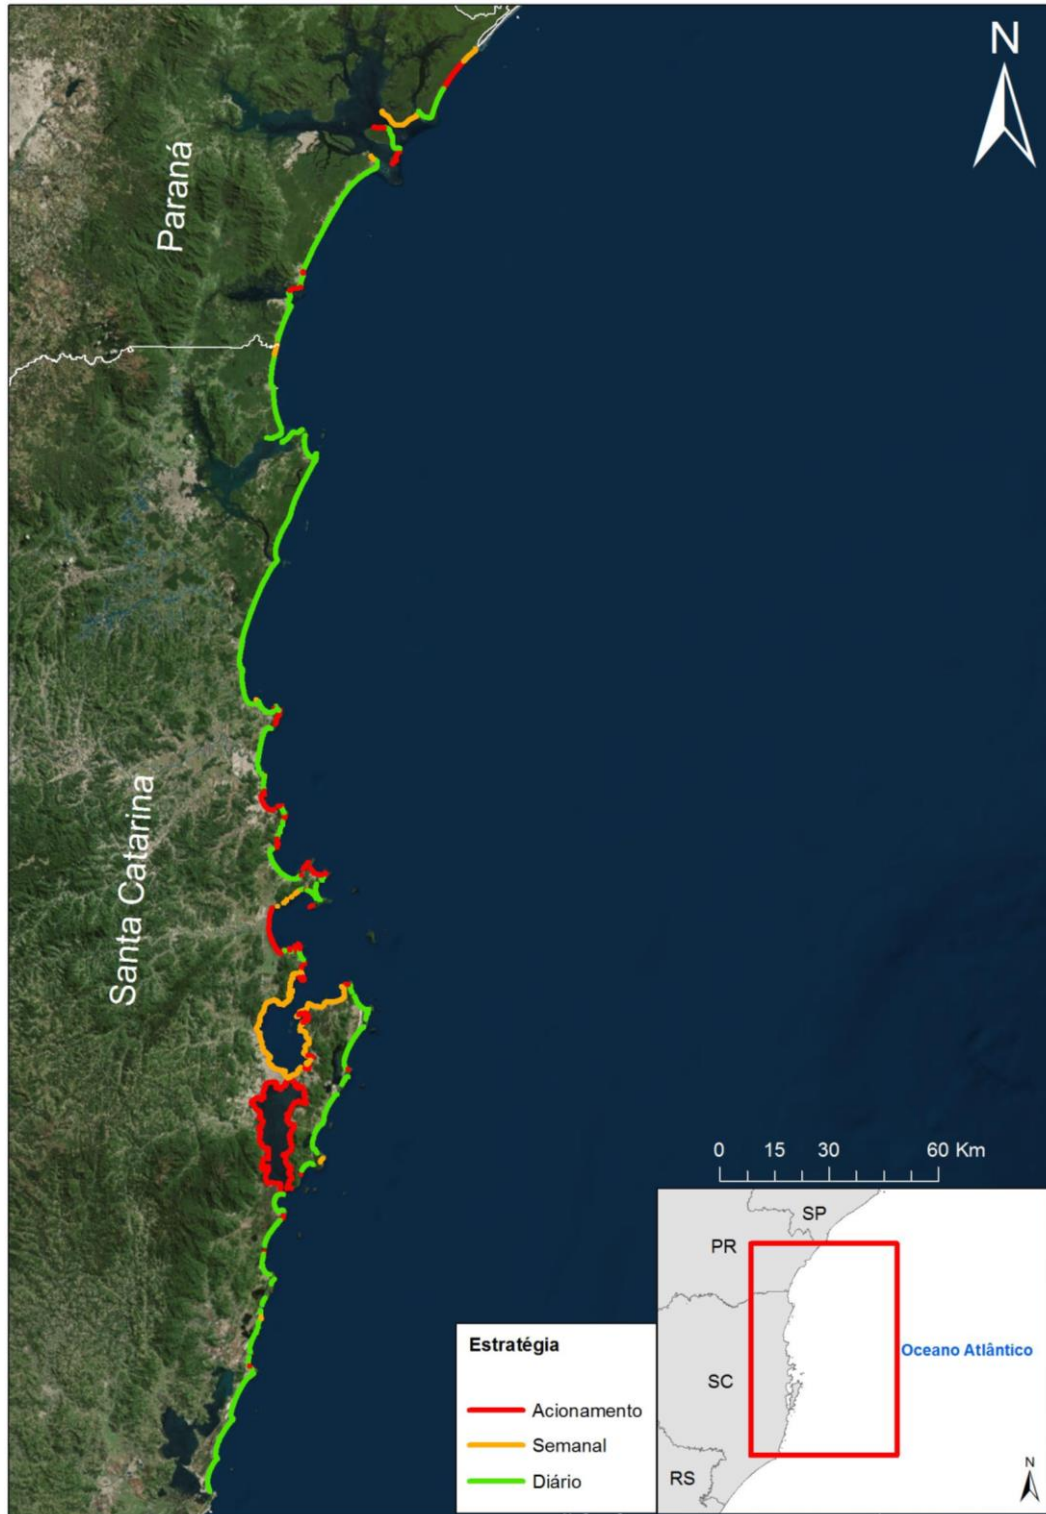 N
Paraná
Santa Catarina
0 15 30 60 Km
Estratégia
Acionamento
Semanal
Diário
SP
PR
Oceano Atlântico
SC
RS
N